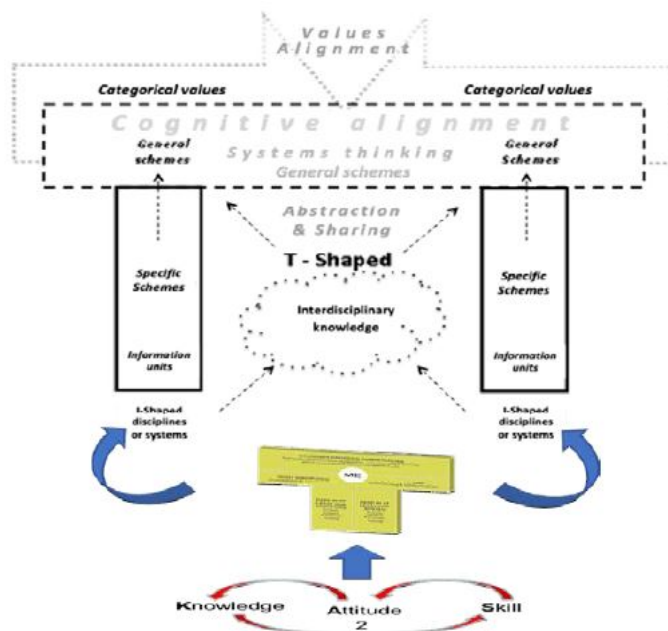 Values
Alignment
Categorical values
Categorical values
Cognitive alignment
General
schemes
General
Schemes
Systems thinking
General schemes
Abstraction
& Sharing
T - Shaped
Interdisciplinary
knowledge
Specific
Schemes
Specific
Schemes
Information
units
Information
units
I-Shaped
disciplines
or systems
I-Shaped
disciplines
or systems
ME
Knowledge
Attitude
2
Skill